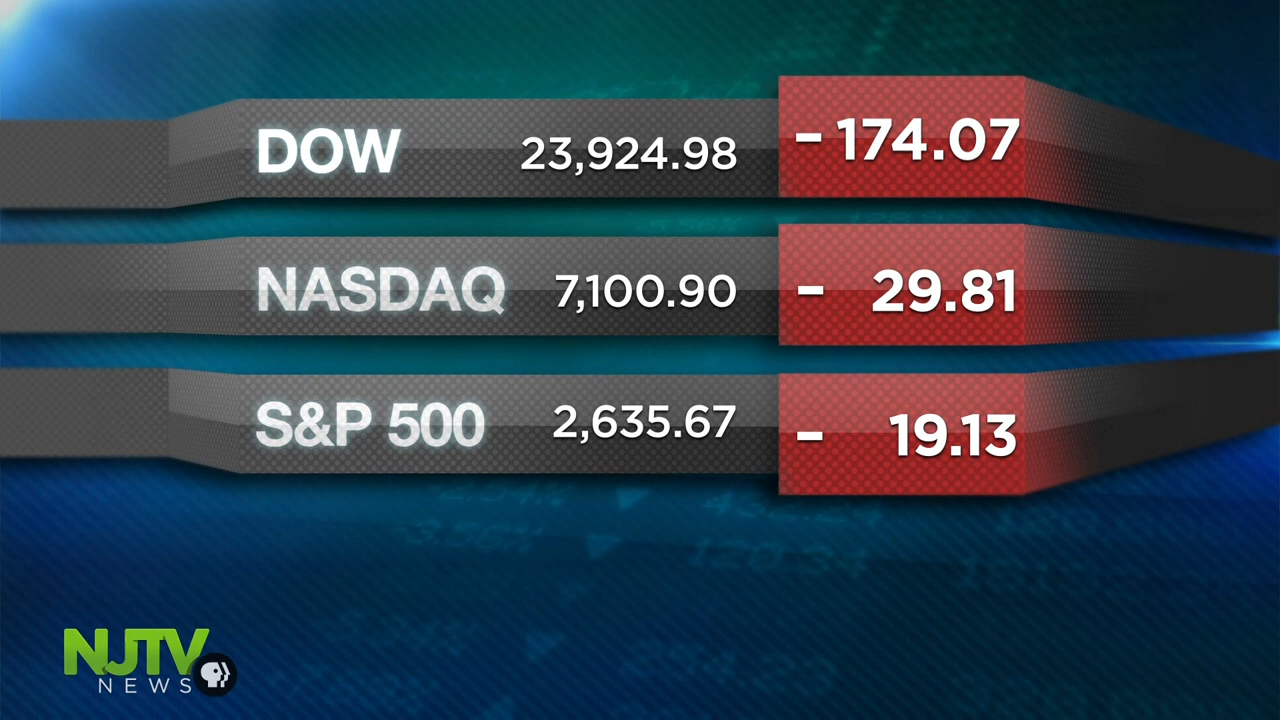 DOW 23,924.98 - 174.07
NASDAQ 7,100.90 - 29.81
S&P 500 2,635.67 - 19.13
NJTV
NEWS